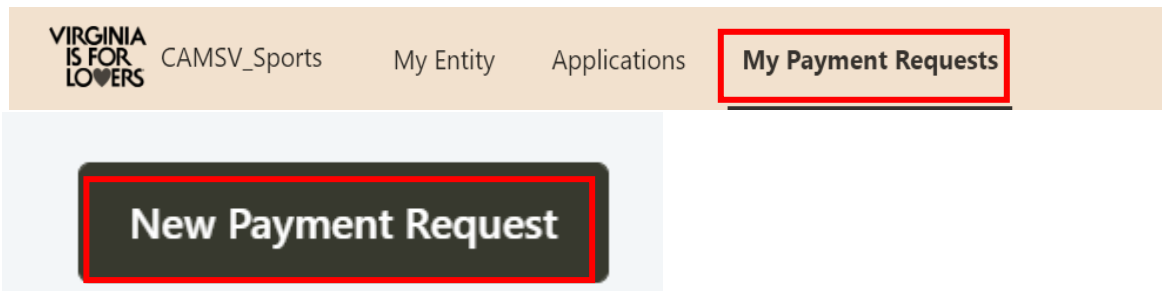 VIRGINIA
IS FOR
LOVERS
CAMSV_Sports My Entity Applications My Payment Requests
New Payment Request